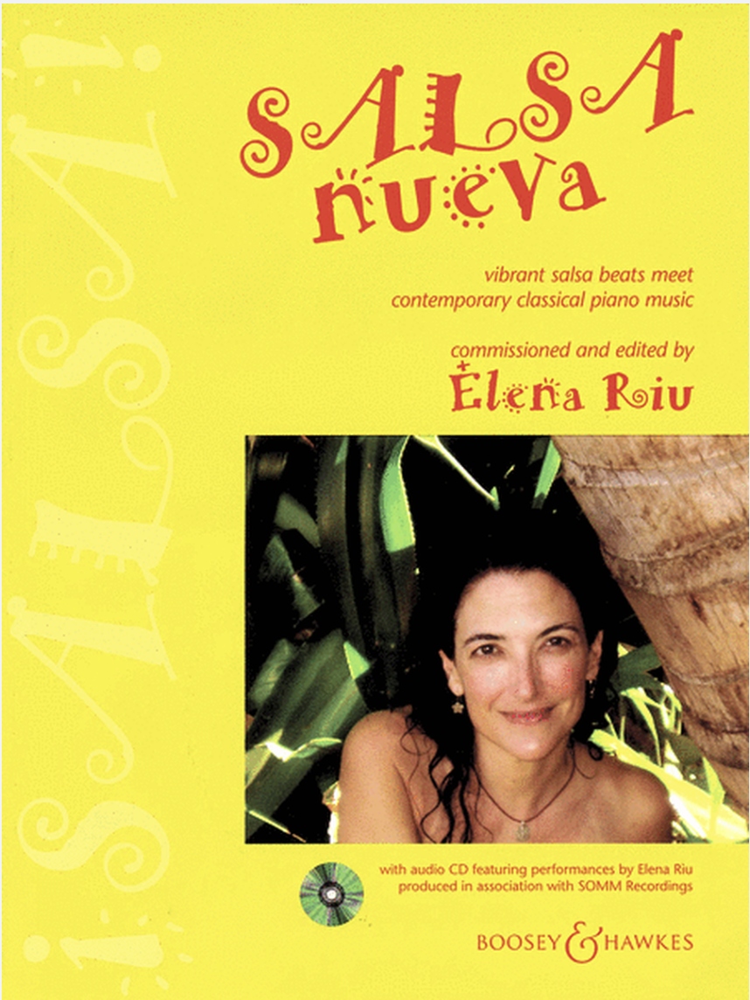 ¡SALSA!
SALSA
nueva
vibrant salsa beats meet
contemporary classical piano music
commissioned and edited by
Elena Riu
with audio CD featuring performances by Elena Riu
produced in association with SOMM Recordings
BOOSEY & HAWKES